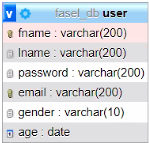 v fasel_db user
fname : varchar(200)
lname : varchar(200)
password : varchar(200)
email : varchar(200)
gender : varchar(10)
age : date